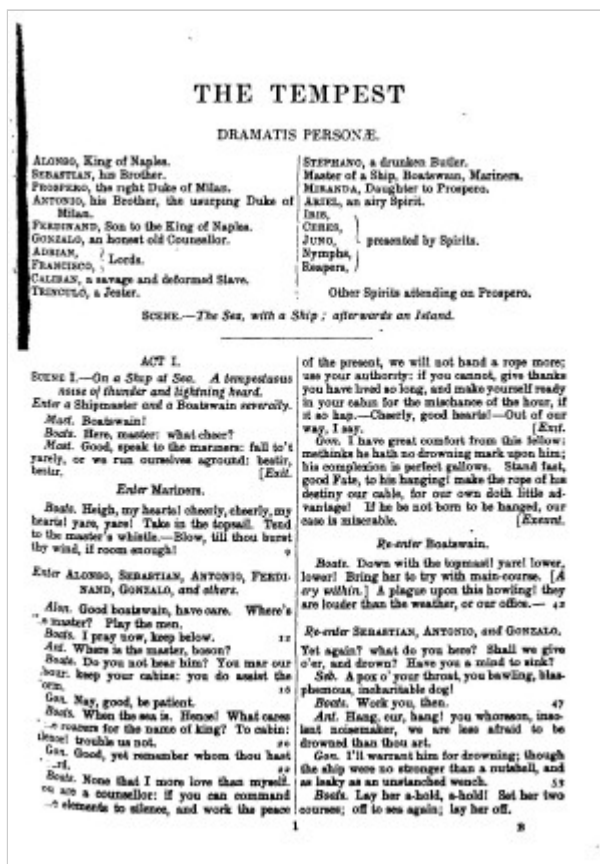 THE TEMPEST
DRAMATIS PERSONÆ.
ALONSO, King of Naples.
SEBASTIAN, his Brother.
PROSPERO, the right Duke of Milan.
ANTONIO, his Brother, the usurping Duke of
Milan.
FERDINAND, Son to the King of Naples.
GONZALO, an honest old Counsellor.
ADRIAN,
FRANCISCO, } Lords.
CALIBAN, a savage and deformed Slave.
TRINCULO, a Jester.
STEPHANO, a drunken Butler.
Master of a Ship, Boatswain, Mariners.
MIRANDA, Daughter to Prospero.
ARIEL, an airy Spirit.
IRIS,
CERES,
JUNO, } presented by Spirits.
Nymphs,
Reapers,
Other Spirits attending on Prospero.
SCENE.—The Sea, with a Ship; afterwards an Island.
ACT I.
SCENE I.—On a Ship at Sea. A tempestuous
noise of thunder and lightning heard.
Enter a Shipmaster and a Boatswain severally.
Mast. Boatswain!
Boats. Here, master: what cheer?
Mast. Good, speak to the mariners: fall to't
yarely, or we run ourselves aground: bestir,
bestir. [Exit.
Enter Mariners.
Boats. Heigh, my hearts! cheerly, cheerly, my
hearts! yare, yare! Take in the topsail. Tend
to the master's whistle.—Blow, till thou burst
thy wind, if room enough! 9
Enter ALONSO, SEBASTIAN, ANTONIO, FERDI-
NAND, GONZALO, and others.
Alon. Good boatswain, have care. Where's
master? Play the men.
Boats. I pray now, keep below. 12
Ant. Where is the master, boson?
Boats. Do you not hear him? You mar our
labour: keep your cabins: you do assist the
storm. 16
Gon. Nay, good, be patient.
Boats. When the sea is. Hence! What cares
roarers for the name of king? To cabin:
silence! trouble us not. 20
Gon. Good, yet remember whom thou hast
aboard. 22
Boats. None that I more love than myself.
You are a counsellor: if you can command
elements to silence, and work the peace
of the present, we will not hand a rope more;
use your authority: if you cannot, give thanks
you have lived so long, and make yourself ready
in your cabin for the mischance of the hour, if
it so hap.—Cheerly, good hearts!—Out of our
way, I say. [Exit.
Gon. I have great comfort from this fellow:
methinks he hath no drowning mark upon him;
his complexion is perfect gallows. Stand fast,
good Fate, to his hanging! make the rope of his
destiny our cable, for our own doth little ad-
vantage! If he be not born to be hanged, our
case is miserable. [Exeunt.
Re-enter Boatswain.
Boats. Down with the topmast! yare! lower,
lower! Bring her to try with main-course. [A
cry within.] A plague upon this howling! they
are louder than the weather, or our office.— 42
Re-enter SEBASTIAN, ANTONIO, and GONZALO.
Yet again? what do you here? Shall we give
o'er, and drown? Have you a mind to sink?
Seb. A pox o' your throat, you bawling, blas-
phemous, incharitable dog!
Boats. Work you, then. 47
Ant. Hang, cur, hang! you whoreson, inso-
lent noisemaker, we are less afraid to be
drowned than thou art.
Gon. I'll warrant him for drowning; though
the ship were no stronger than a nutshell, and
as leaky as an unstanched wench. 53
Boats. Lay her a-hold, a-hold! Set her two
courses; off to sea again; lay her off.
1
B